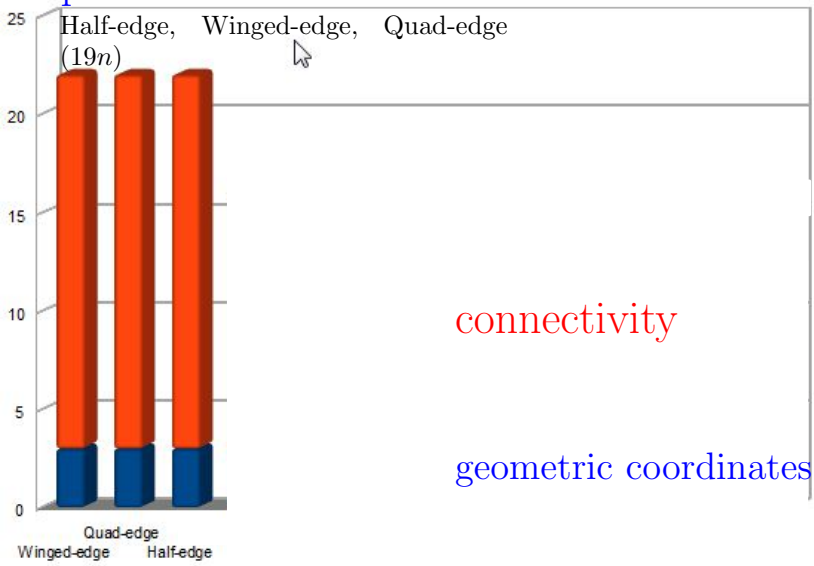 Half-edge, Winged-edge, Quad-edge
(19n)
25
20
15
10
5
0
connectivity
geometric coordinates
Quad-edge
Winged-edge Half-edge